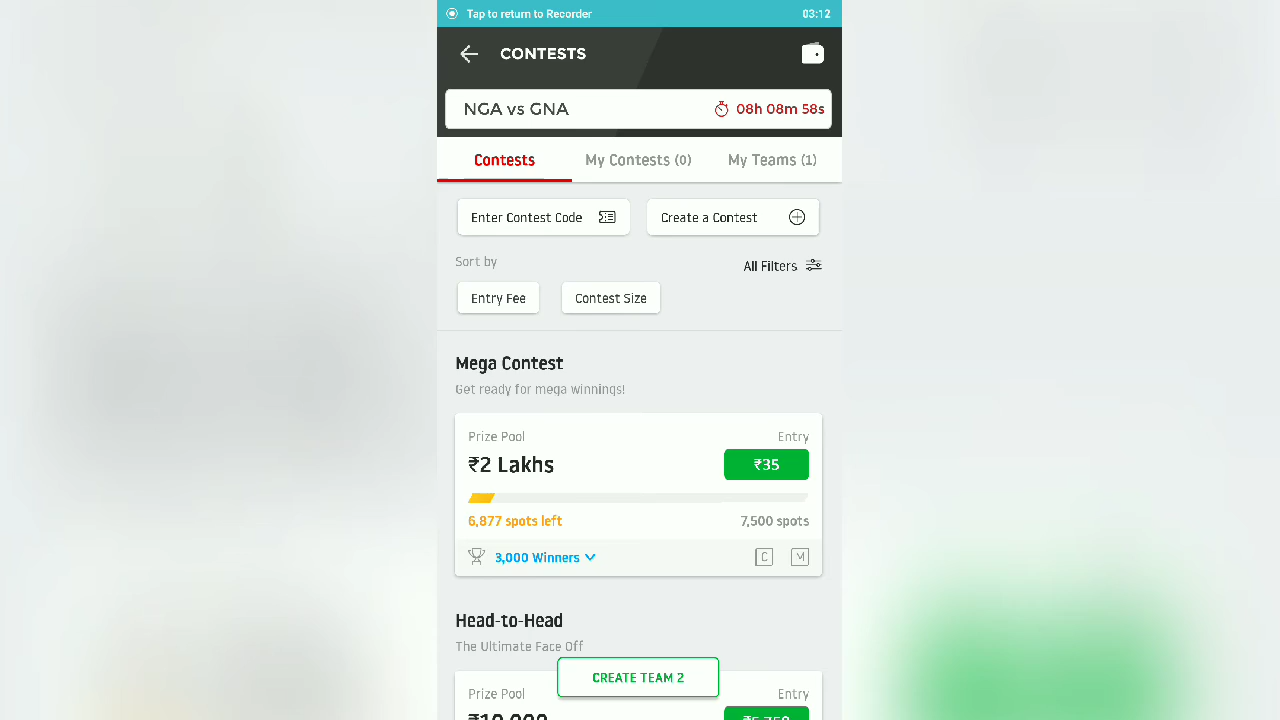 Tap to return to Recorder 03:12
CONTESTS
NGA vs GNA 08h 08m 58s
Contests My Contests (0) My Teams (1)
Enter Contest Code Create a Contest
Sort by All Filters
Entry Fee Contest Size
Mega Contest
Get ready for mega winnings!
Prize Pool Entry
₹2 Lakhs ₹35
6,877 spots left 7,500 spots
3,000 Winners C M
Head-to-Head
The Ultimate Face Off
CREATE TEAM 2
Prize Pool Entry
₹10,000